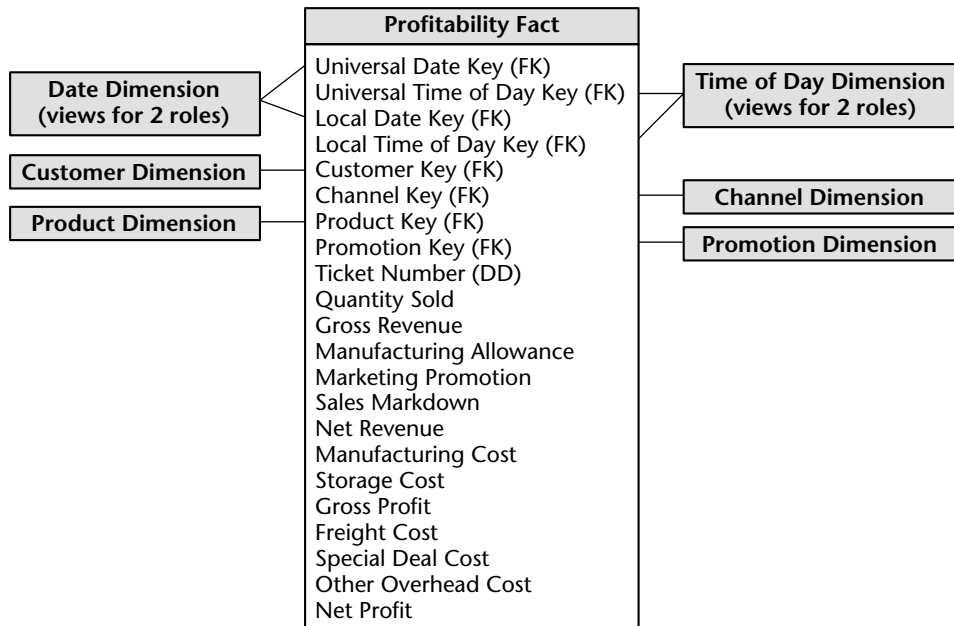 Profitability Fact
Universal Date Key (FK)
Universal Time of Day Key (FK)
Local Date Key (FK)
Local Time of Day Key (FK)
Customer Key (FK)
Channel Key (FK)
Product Key (FK)
Promotion Key (FK)
Ticket Number (DD)
Quantity Sold
Gross Revenue
Manufacturing Allowance
Marketing Promotion
Sales Markdown
Net Revenue
Manufacturing Cost
Storage Cost
Gross Profit
Freight Cost
Special Deal Cost
Other Overhead Cost
Net Profit
Date Dimension
(views for 2 roles)
Customer Dimension
Product Dimension
Time of Day Dimension
(views for 2 roles)
Channel Dimension
Promotion Dimension